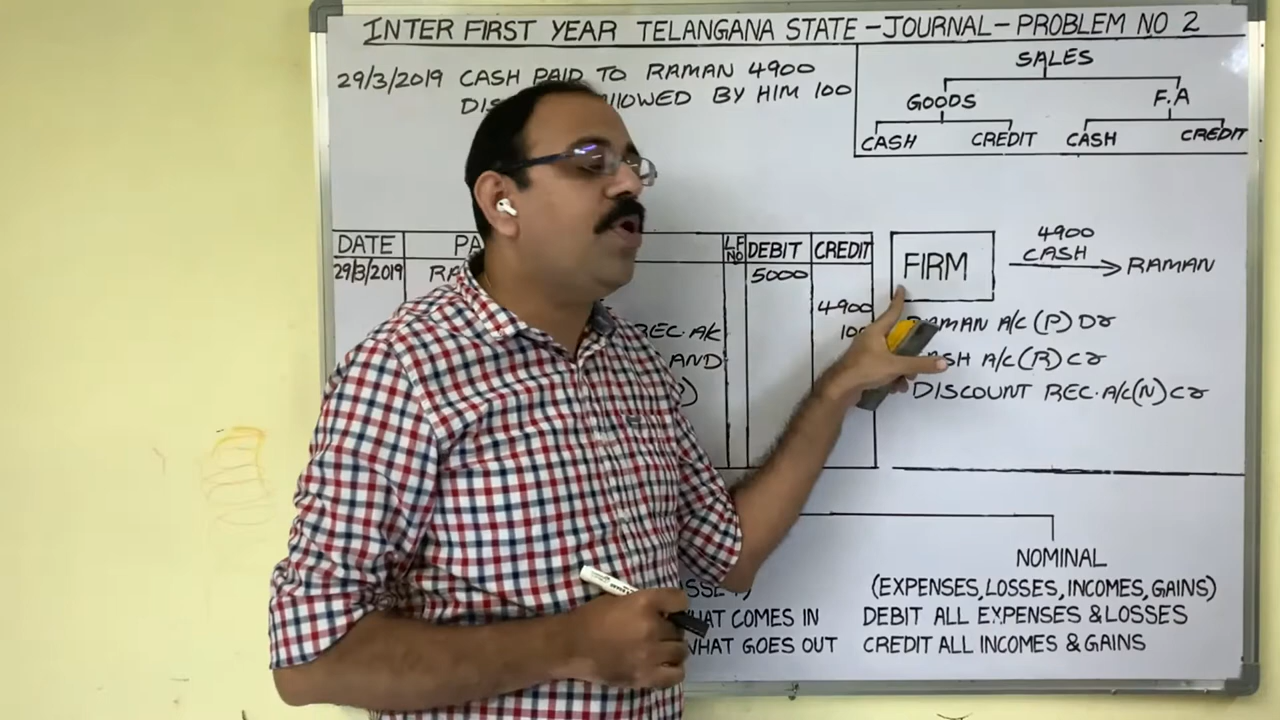 INTER FIRST YEAR TELANGANA STATE - JOURNAL - PROBLEM NO 2
29/3/2019 CASH PAID TO RAMAN 4900
BY HIM 100
SALES
GOODS F.A
CASH CREDIT CASH CREDIT
DATE L.F NO DEBIT CREDIT
29/3/2019 5000
4900
REC. A/C
AND
4900
CASH
FIRM
RAMAN
RAMAN A/C (P) Dr
CASH A/C (R) Cr
DISCOUNT REC. A/C (N) Cr
WHAT COMES IN
WHAT GOES OUT
NOMINAL
(EXPENSES, LOSSES, INCOMES, GAINS)
DEBIT ALL EXPENSES & LOSSES
CREDIT ALL INCOMES & GAINS